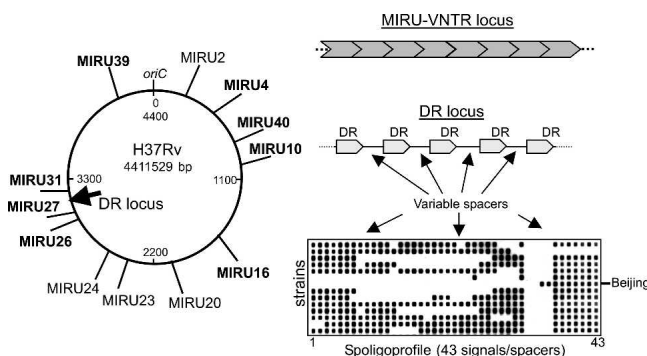 MIRU-VNTR locus
MIRU39
oriC
MIRU2
0
4400
MIRU4
MIRU40
MIRU10
H37Rv
4411529 bp
1100
MIRU31
3300
DR locus
MIRU27
MIRU26
2200
MIRU16
MIRU24
MIRU23
MIRU20
DR locus
DR DR DR DR DR
Variable spacers
strains
Beijing
1 43
Spoligoprofile (43 signals/spacers)